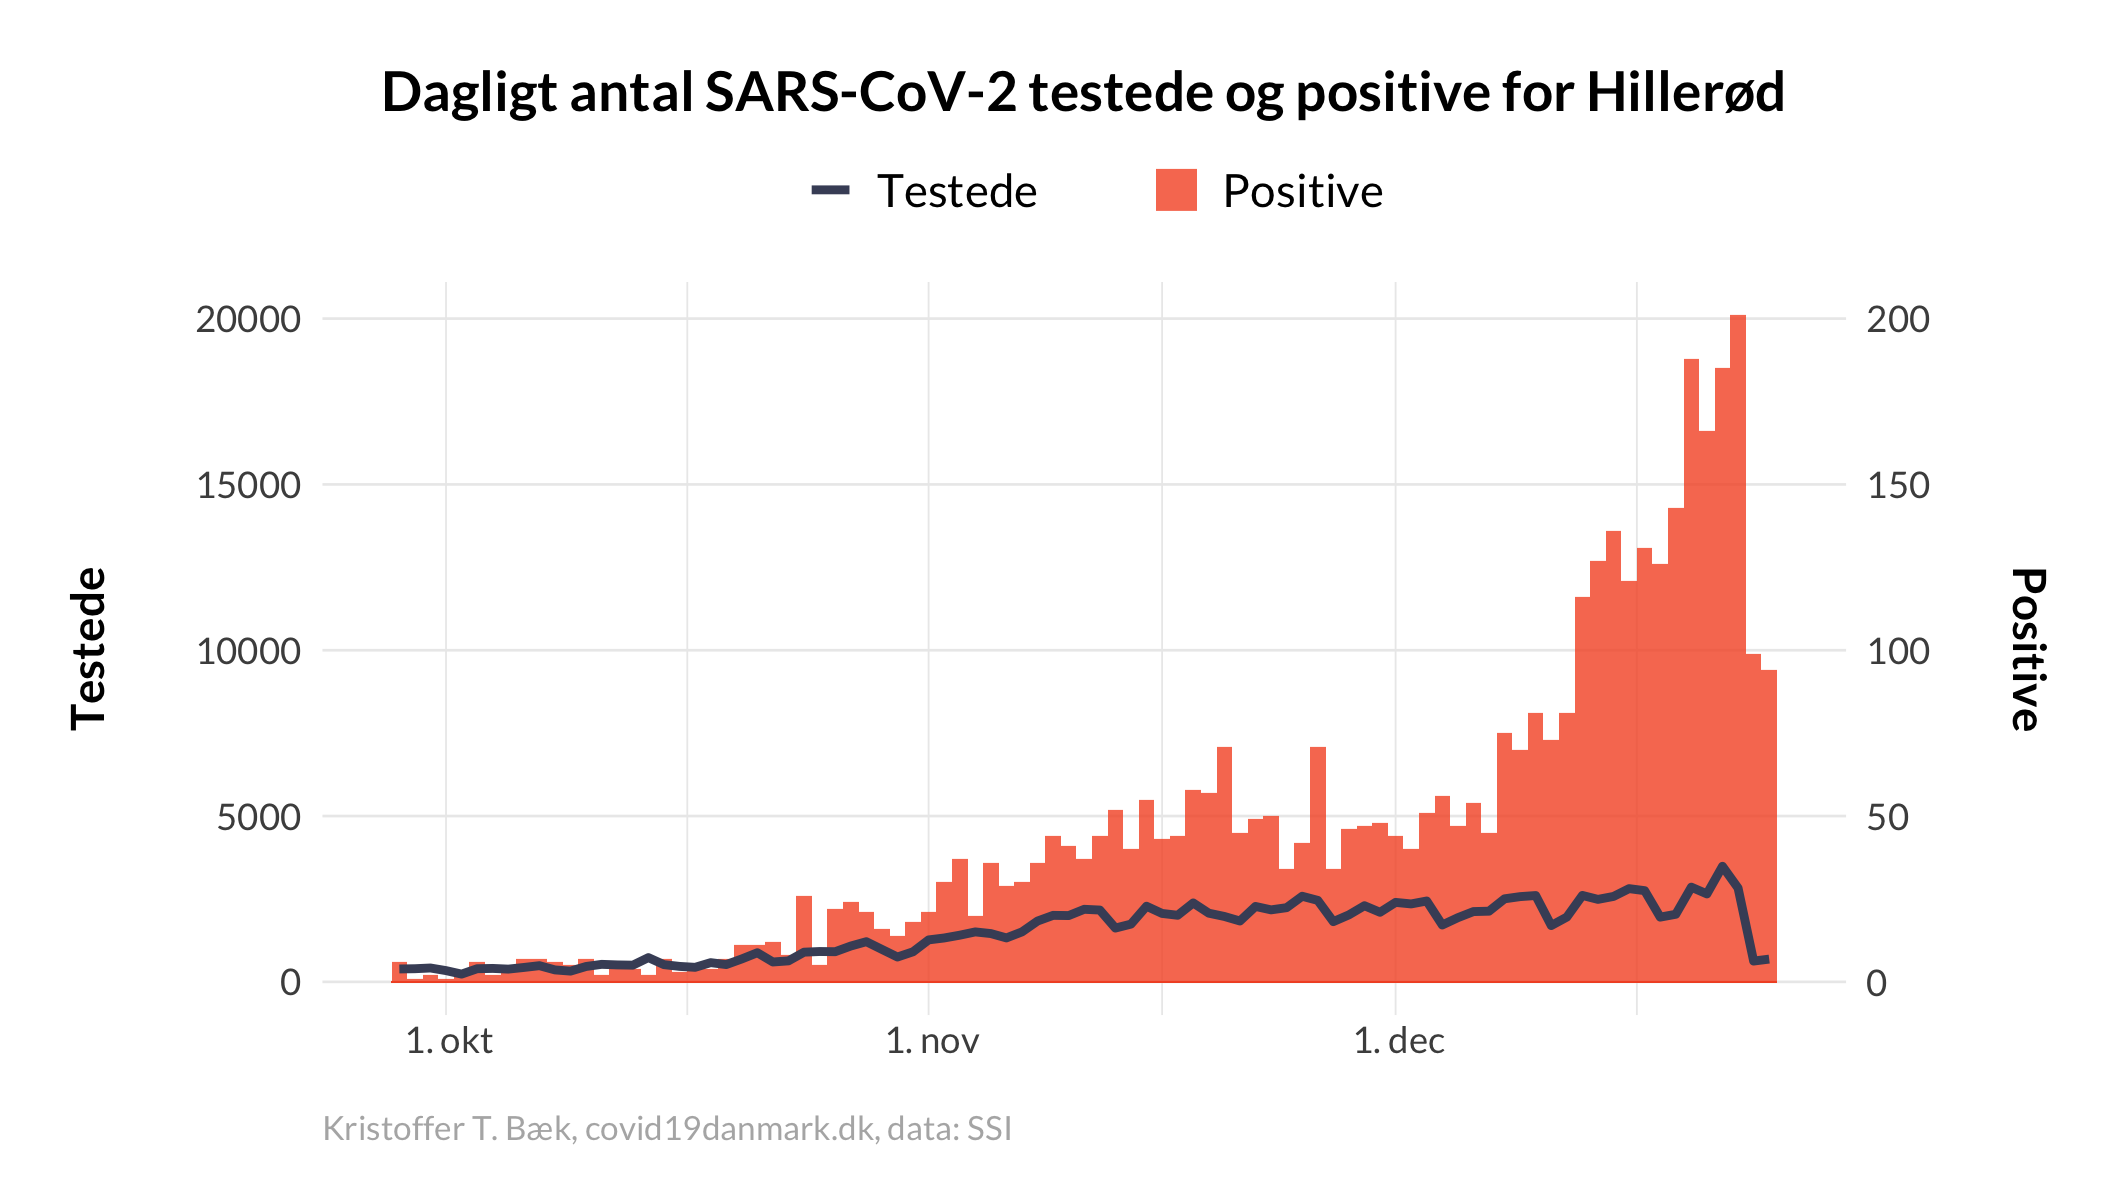 Dagligt antal SARS-CoV-2 testede og positive for Hillerød
Testede
Positive
20000
15000
10000
5000
0
200
150
100
50
0
Testede
Positive
1. okt
1. nov
1. dec
Kristoffer T. Bæk, covid19danmark.dk, data: SSI